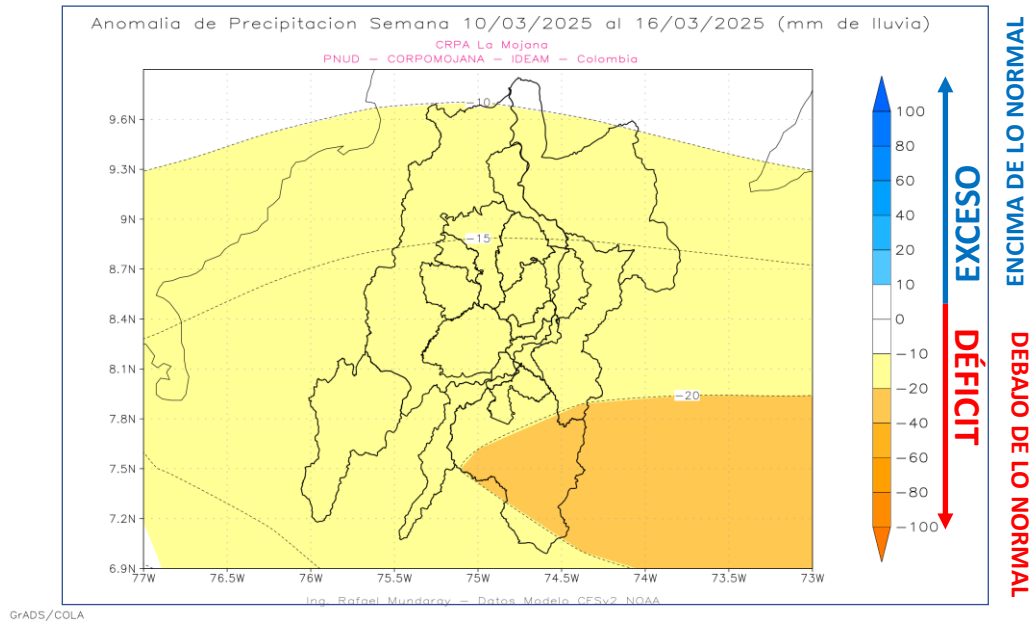 Anomalia de Precipitacion Semana 10/03/2025 al 16/03/2025 (mm de lluvia)
CRPA La Mojana
PNUD – CORPOMOJANA – IDEAM – Colombia
9.6N
9.3N
9N
8.7N
8.4N
8.1N
7.8N
7.5N
7.2N
6.9N
77W
76.5W
76W
75.5W
75W
74.5W
74W
73.5W
73W
-10
-15
-20
100
80
60
40
20
10
0
-10
-20
-40
-60
-80
-100
EXCESO
DÉFICIT
ENCIMA DE LO NORMAL
DEBAJO DE LO NORMAL
Ing. Rafael Mundaray – Datos Modelo CFSv2 NOAA
GrADS/COLA